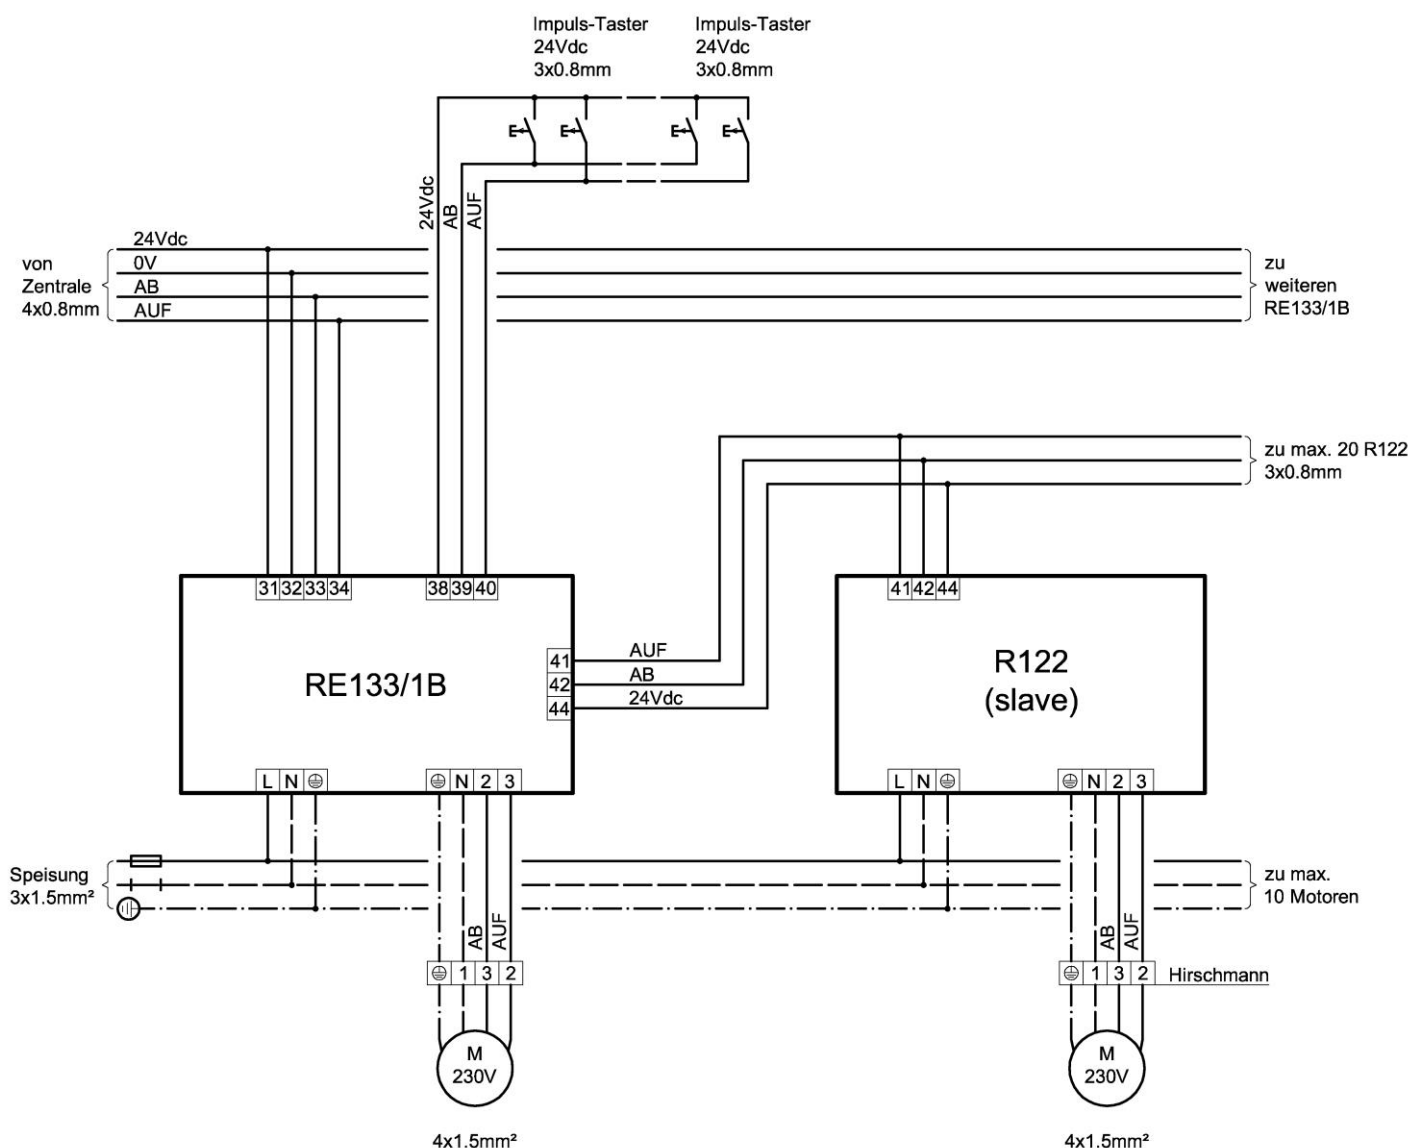 Impuls-Taster
24Vdc
3x0.8mm
Impuls-Taster
24Vdc
3x0.8mm
24Vdc
AB
AUF
von
Zentrale
4x0.8mm
24Vdc
0V
AB
AUF
zu
weiteren
RE133/1B
zu max. 20 R122
3x0.8mm
31 32 33 34
38 39 40
41 42 44
RE133/1B
41
42
44
AUF
AB
24Vdc
R122
(slave)
L N
N 2 3
L N
N 2 3
Speisung
3x1.5mm²
zu max.
10 Motoren
AB
AUF
AB
AUF
1 3 2
1 3 2
Hirschmann
M
230V
M
230V
4x1.5mm²
4x1.5mm²